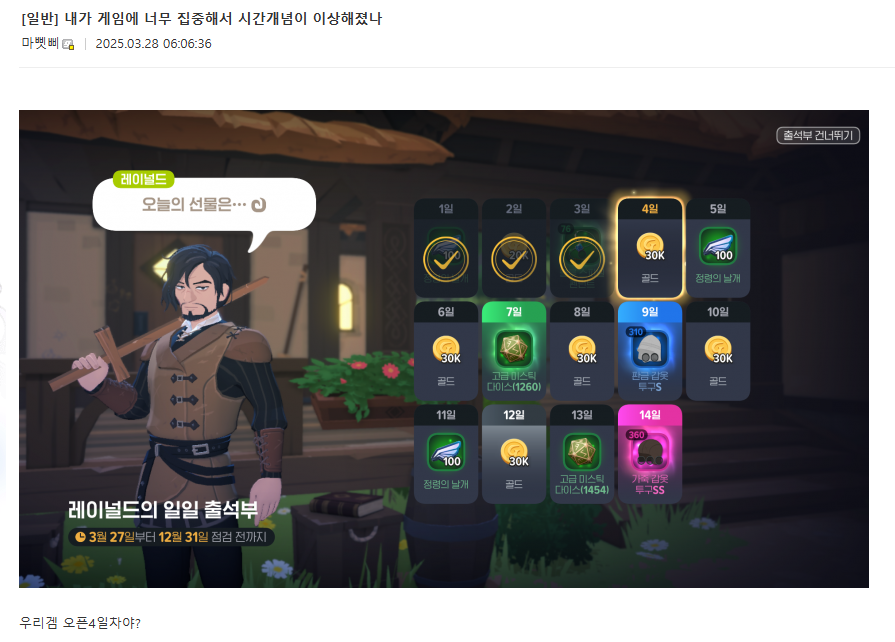 [일반] 내가 게임에 너무 집중해서 시간개념이 이상해졌나
마삣삐 2025.03.28 06:06:36
출석부 건너뛰기
레이널드
오늘의 선물은…
1일 2일 3일 4일 5일
30K 100
골드 정령의 날개
6일 7일 8일 9일 10일
310
30K 30K 30K
골드 고급 미스틱 다이스(1260) 골드 판금 갑옷 투구S 골드
11일 12일 13일 14일
360
100 30K
정령의 날개 골드 고급 미스틱 다이스(1454) 가죽 갑옷 투구SS
레이널드의 일일 출석부
3월 27일부터 12월 31일 점검 전까지
우리겜 오픈4일차야?